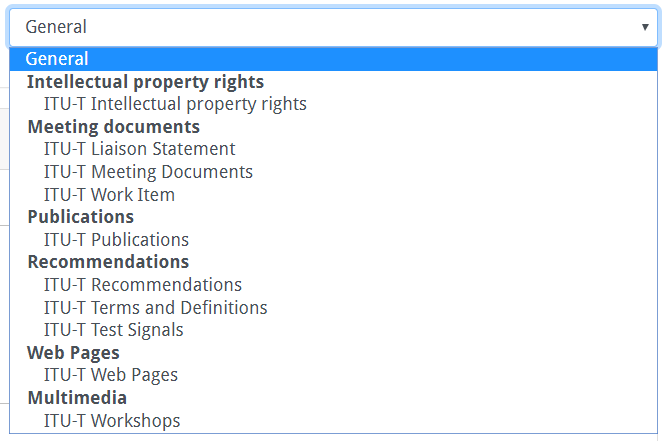 General
General
Intellectual property rights
ITU-T Intellectual property rights
Meeting documents
ITU-T Liaison Statement
ITU-T Meeting Documents
ITU-T Work Item
Publications
ITU-T Publications
Recommendations
ITU-T Recommendations
ITU-T Terms and Definitions
ITU-T Test Signals
Web Pages
ITU-T Web Pages
Multimedia
ITU-T Workshops